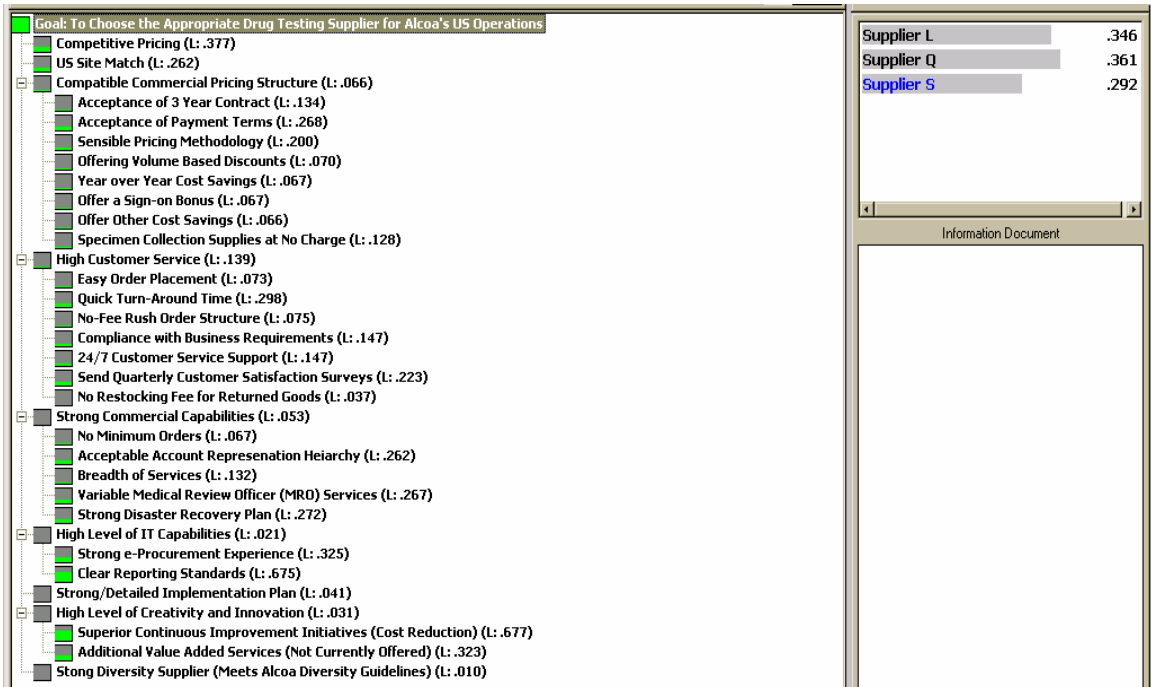 Goal: To Choose the Appropriate Drug Testing Supplier for Alcoa's US Operations
Competitive Pricing (L: .377)
US Site Match (L: .262)
Compatible Commercial Pricing Structure (L: .066)
Acceptance of 3 Year Contract (L: .134)
Acceptance of Payment Terms (L: .268)
Sensible Pricing Methodology (L: .200)
Offering Volume Based Discounts (L: .070)
Year over Year Cost Savings (L: .067)
Offer a Sign-on Bonus (L: .067)
Offer Other Cost Savings (L: .066)
Specimen Collection Supplies at No Charge (L: .128)
High Customer Service (L: .139)
Easy Order Placement (L: .073)
Quick Turn-Around Time (L: .298)
No-Fee Rush Order Structure (L: .075)
Compliance with Business Requirements (L: .147)
24/7 Customer Service Support (L: .147)
Send Quarterly Customer Satisfaction Surveys (L: .223)
No Restocking Fee for Returned Goods (L: .037)
Strong Commercial Capabilities (L: .053)
No Minimum Orders (L: .067)
Acceptable Account Represenation Heiarchy (L: .262)
Breadth of Services (L: .132)
Variable Medical Review Officer (MRO) Services (L: .267)
Strong Disaster Recovery Plan (L: .272)
High Level of IT Capabilities (L: .021)
Strong e-Procurement Experience (L: .325)
Clear Reporting Standards (L: .675)
Strong/Detailed Implementation Plan (L: .041)
High Level of Creativity and Innovation (L: .031)
Superior Continuous Improvement Initiatives (Cost Reduction) (L: .677)
Additional Value Added Services (Not Currently Offered) (L: .323)
Stong Diversity Supplier (Meets Alcoa Diversity Guidelines) (L: .010)
Supplier L .346
Supplier Q .361
Supplier S .292
Information Document